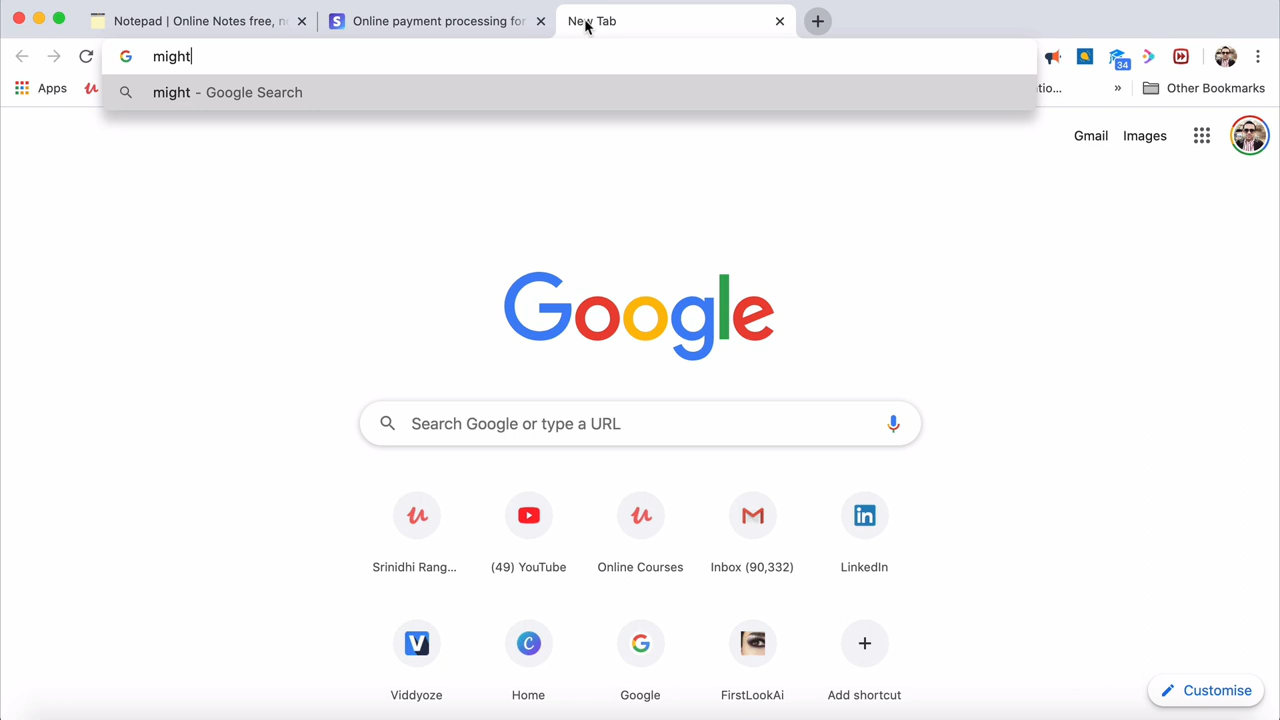 Notepad | Online Notes free, n
Online payment processing for
New Tab
might
34
Apps
tio...
»
Other Bookmarks
might - Google Search
Gmail
Images
Google
Search Google or type a URL
Srinidhi Rang...
(49) YouTube
Online Courses
Inbox (90,332)
LinkedIn
Viddyoze
Home
Google
FirstLookAi
Add shortcut
Customise